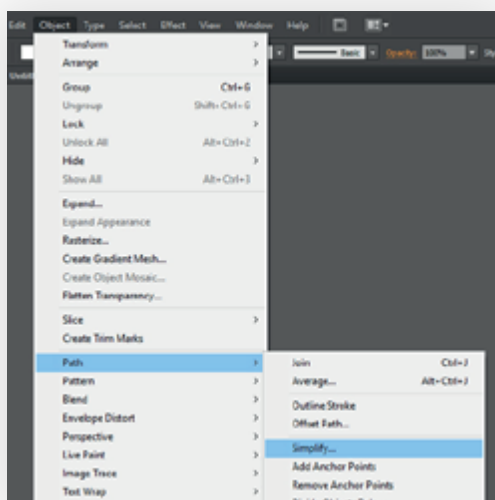 Edit Object Type Select Effect View Window Help
Basic Opacity: 100%
Transform
Arrange
Group Ctrl+G
Ungroup Shift+Ctrl+G
Lock
Unlock All Alt+Ctrl+2
Hide
Show All Alt+Ctrl+3
Expand...
Expand Appearance
Rasterize...
Create Gradient Mesh...
Create Object Mosaic...
Flatten Transparency...
Slice
Create Trim Marks
Path
Pattern
Blend
Envelope Distort
Perspective
Live Paint
Image Trace
Text Wrap
Join Ctrl+J
Average... Alt+Ctrl+J
Outline Stroke
Offset Path...
Simplify...
Add Anchor Points
Remove Anchor Points